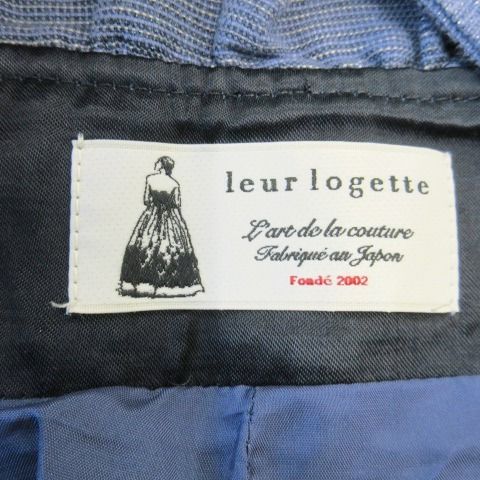 leur logette
L'art de la couture
Fabriqué au Japon
Fondé 2002